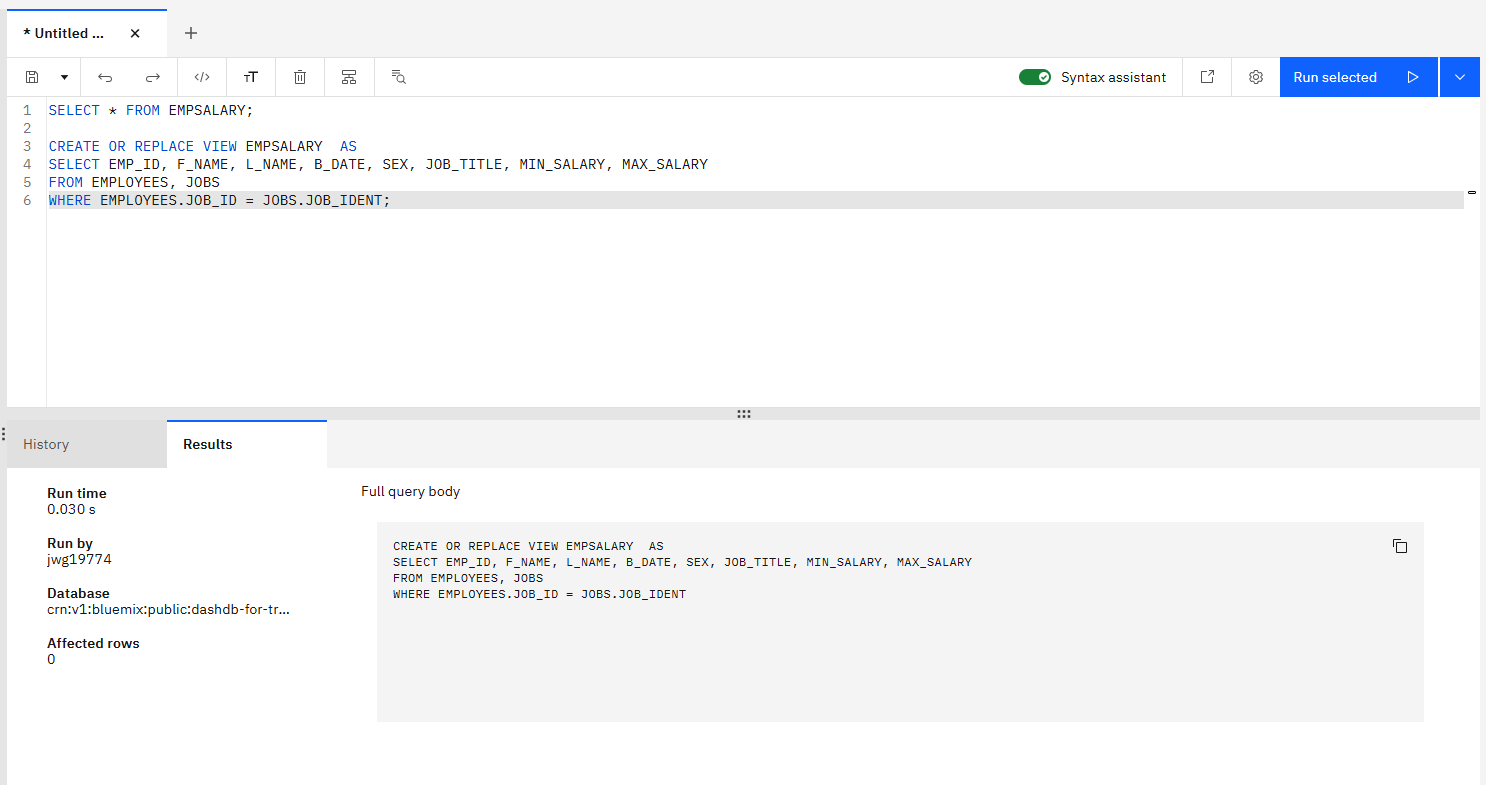 * Untitled ...
Syntax assistant
Run selected
1 SELECT * FROM EMPSALARY;
2
3 CREATE OR REPLACE VIEW EMPSALARY  AS
4 SELECT EMP_ID, F_NAME, L_NAME, B_DATE, SEX, JOB_TITLE, MIN_SALARY, MAX_SALARY
5 FROM EMPLOYEES, JOBS
6 WHERE EMPLOYEES.JOB_ID = JOBS.JOB_IDENT;
History
Results
Run time
0.030 s
Run by
jwg19774
Database
crn:v1:bluemix:public:dashdb-for-tr...
Affected rows
0
Full query body
CREATE OR REPLACE VIEW EMPSALARY  AS
SELECT EMP_ID, F_NAME, L_NAME, B_DATE, SEX, JOB_TITLE, MIN_SALARY, MAX_SALARY
FROM EMPLOYEES, JOBS
WHERE EMPLOYEES.JOB_ID = JOBS.JOB_IDENT